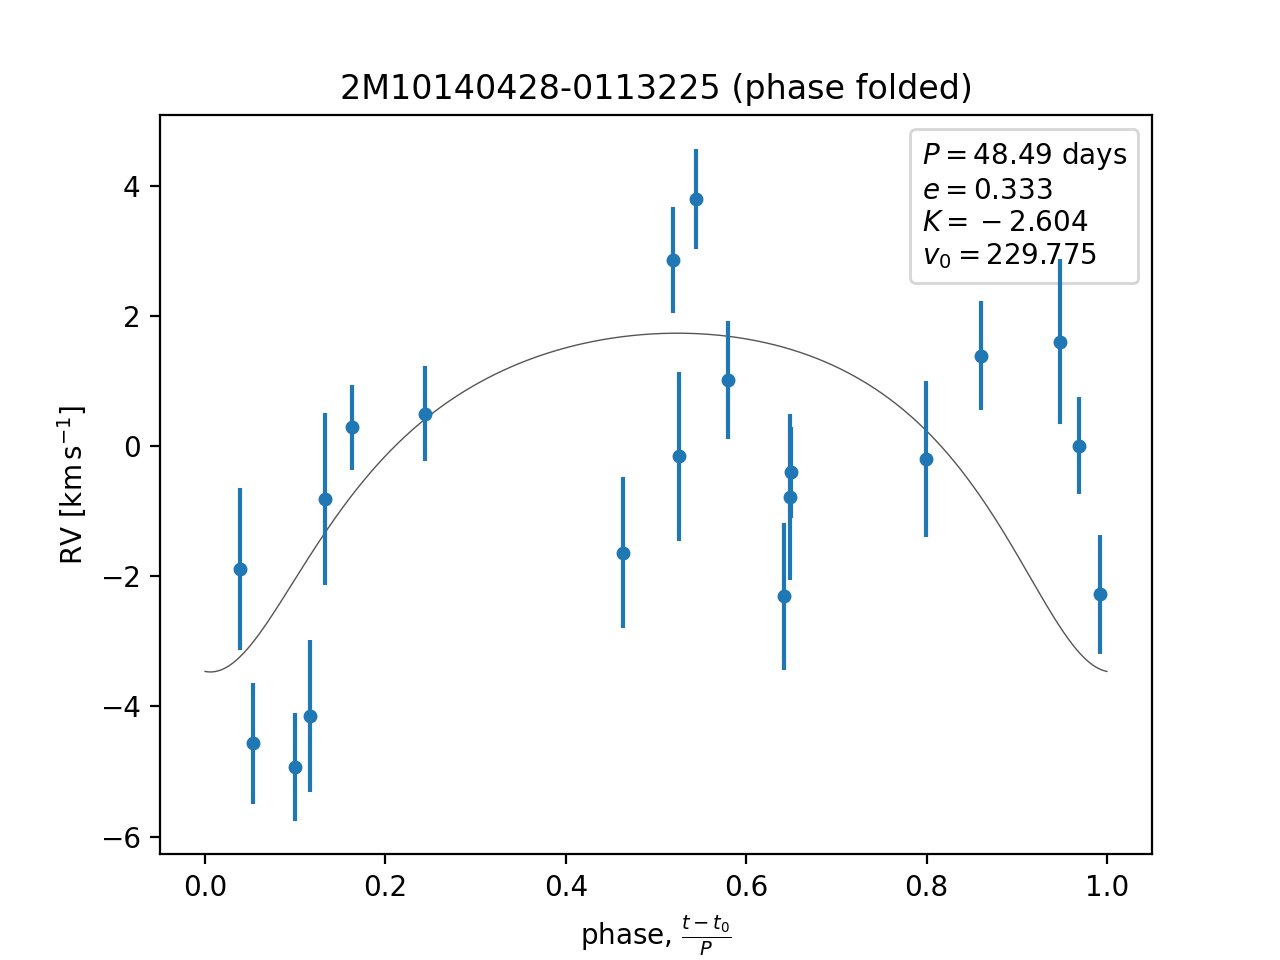 2M10140428-0113225 (phase folded)
P = 48.49 days
e = 0.333
K = −2.604
v₀ = 229.775
RV [km s⁻¹]
4
2
0
−2
−4
−6
0.0 0.2 0.4 0.6 0.8 1.0
phase, (t − t₀)/P